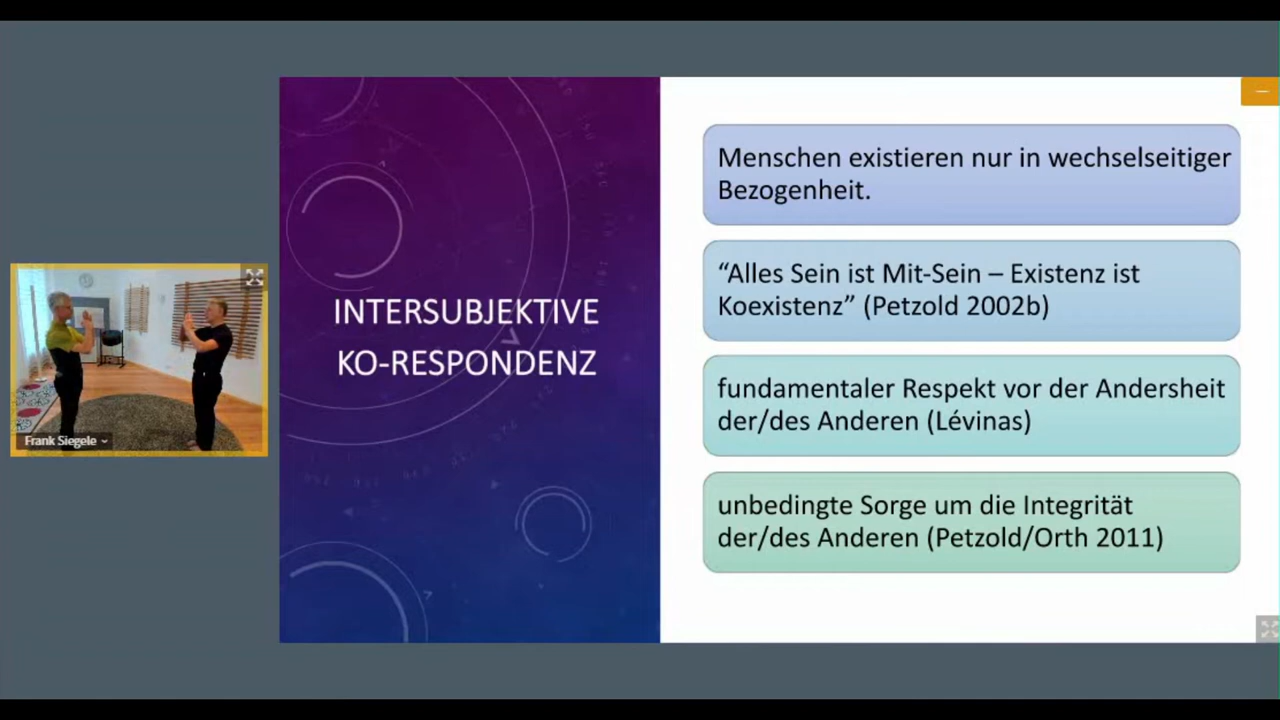 INTERSUBJEKTIVE
KO-RESPONDENZ
Menschen existieren nur in wechselseitiger
Bezogenheit.
“Alles Sein ist Mit-Sein – Existenz ist
Koexistenz” (Petzold 2002b)
fundamentaler Respekt vor der Andersheit
der/des Anderen (Lévinas)
unbedingte Sorge um die Integrität
der/des Anderen (Petzold/Orth 2011)
Frank Siegele